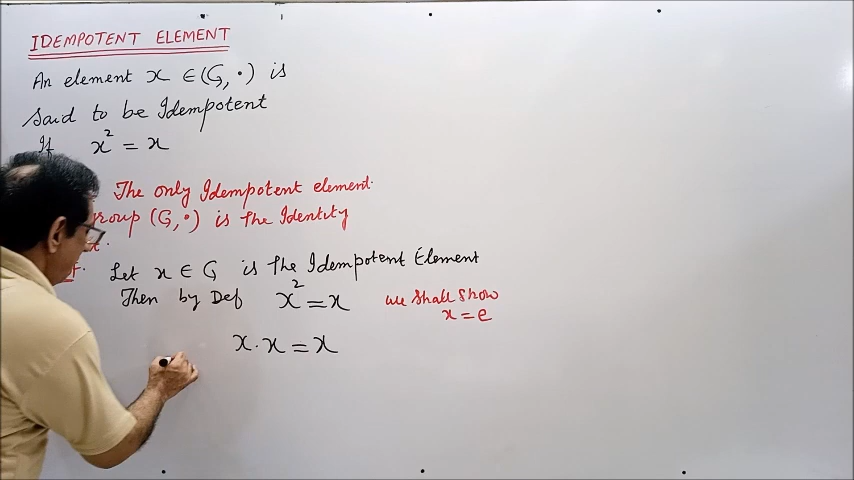 IDEMPOTENT ELEMENT
An element x ∈ (G, •) is
Said to be Idempotent
If x² = x
The only Idempotent element
group (G, •) is the Identity
Let x ∈ G is the Idempotent Element
Then by Def x² = x we shall show
x = e
x · x = x